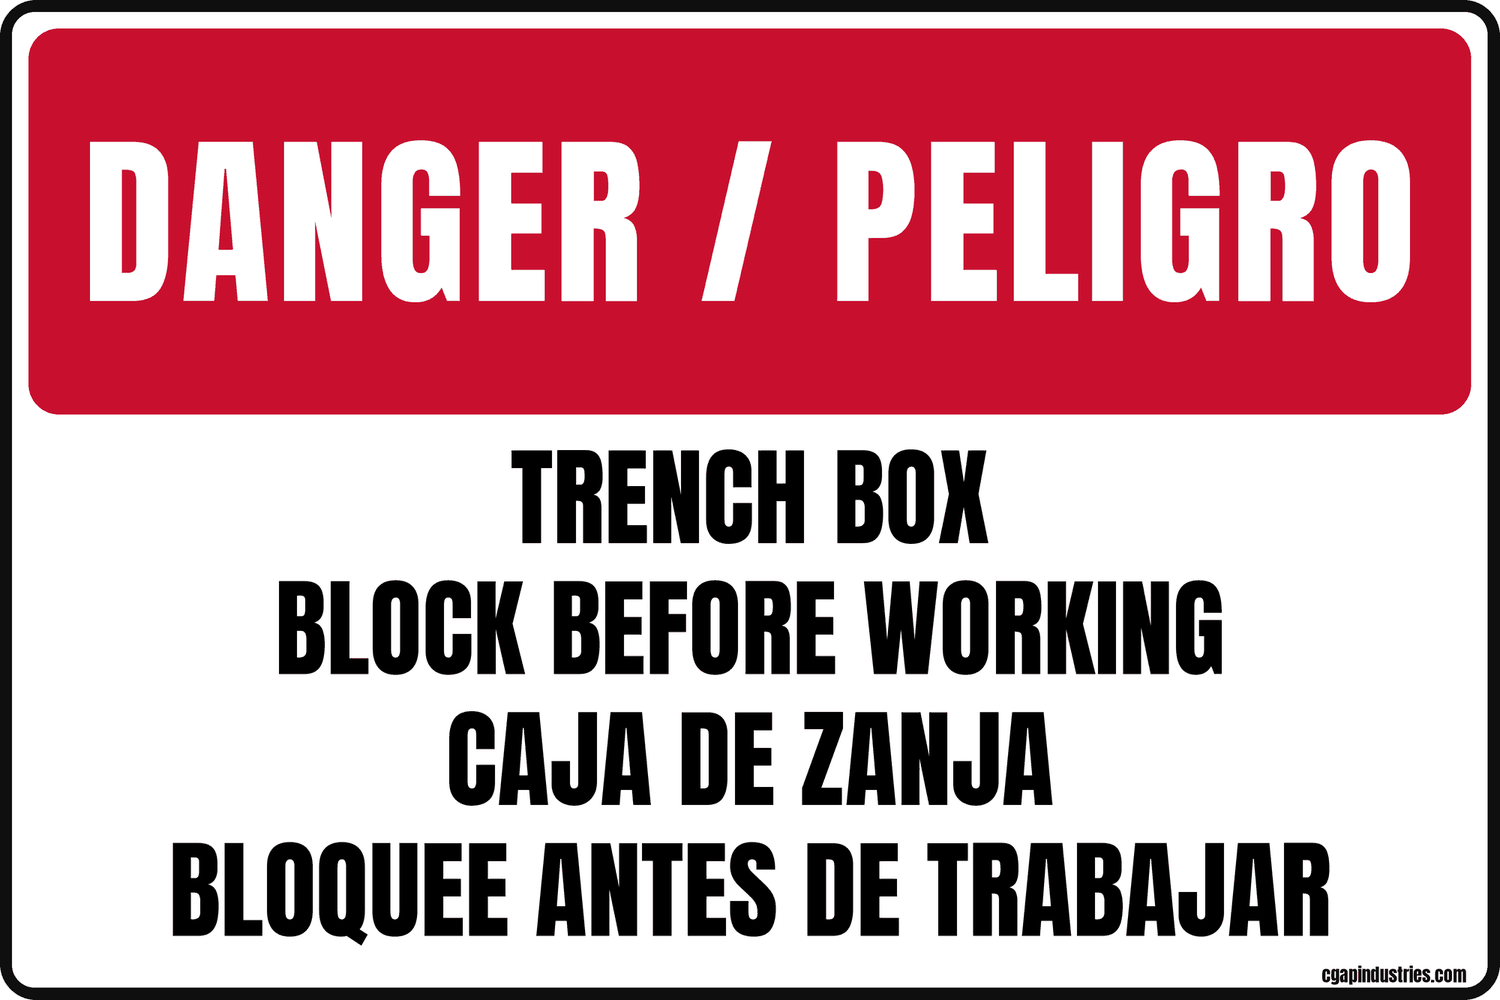 DANGER / PELIGRO
TRENCH BOX
BLOCK BEFORE WORKING
CAJA DE ZANJA
BLOQUEE ANTES DE TRABAJAR
cgapindustries.com